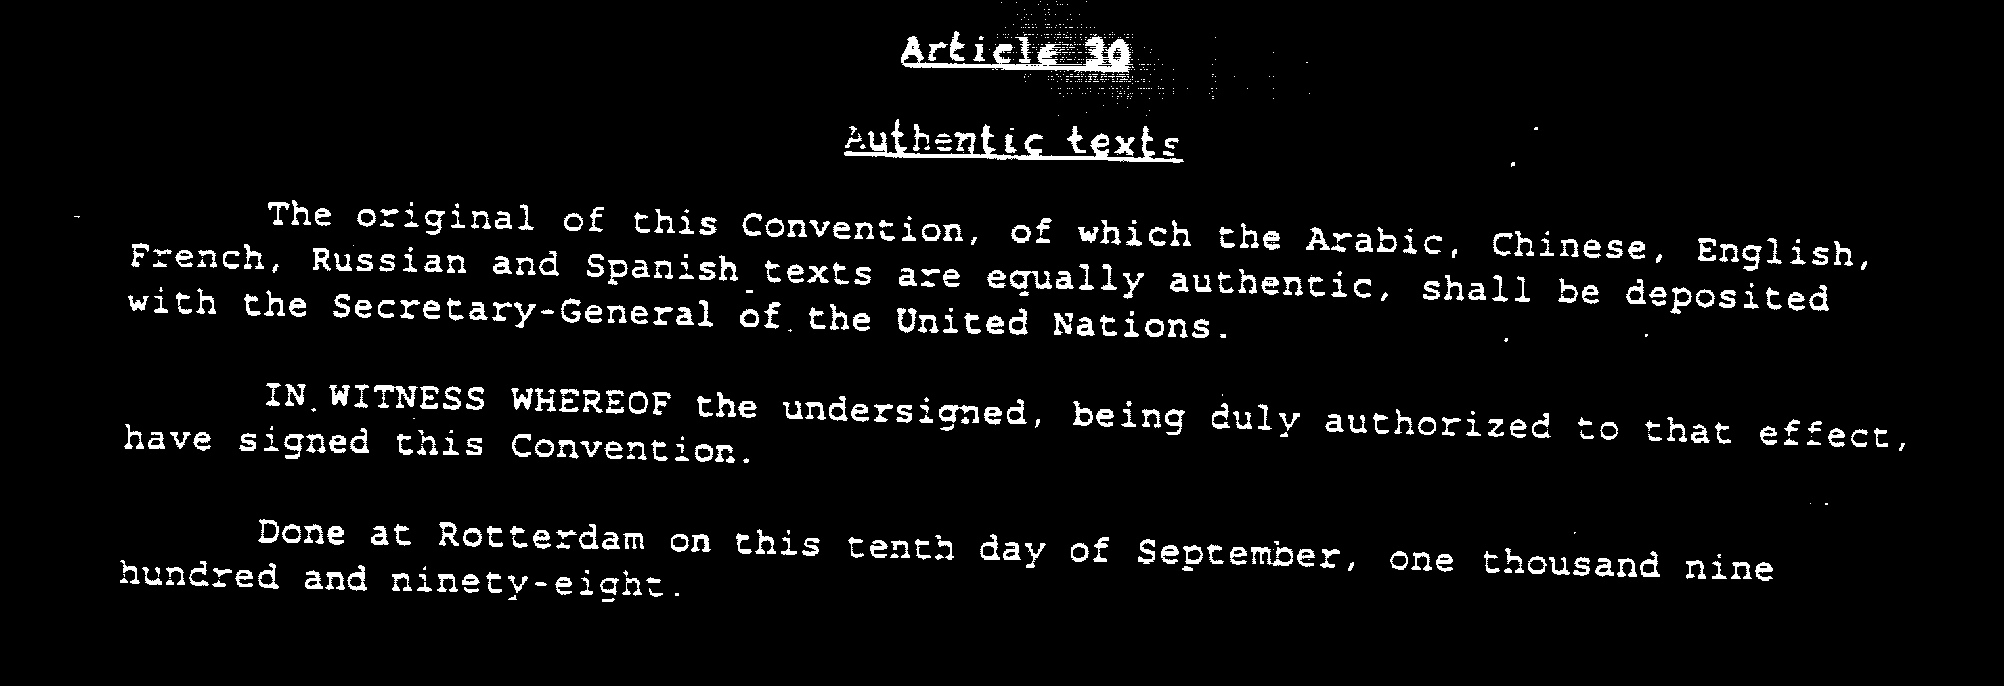 Article 30
Authentic texts
The original of this Convention, of which the Arabic, Chinese, English,
French, Russian and Spanish texts are equally authentic, shall be deposited
with the Secretary-General of the United Nations.
IN WITNESS WHEREOF the undersigned, being duly authorized to that effect,
have signed this Convention.
Done at Rotterdam on this tenth day of September, one thousand nine
hundred and ninety-eight.